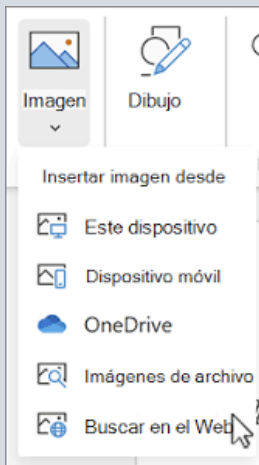 Imagen
Dibujo
Insertar imagen desde
Este dispositivo
Dispositivo móvil
OneDrive
Imágenes de archivo
Buscar en el Web